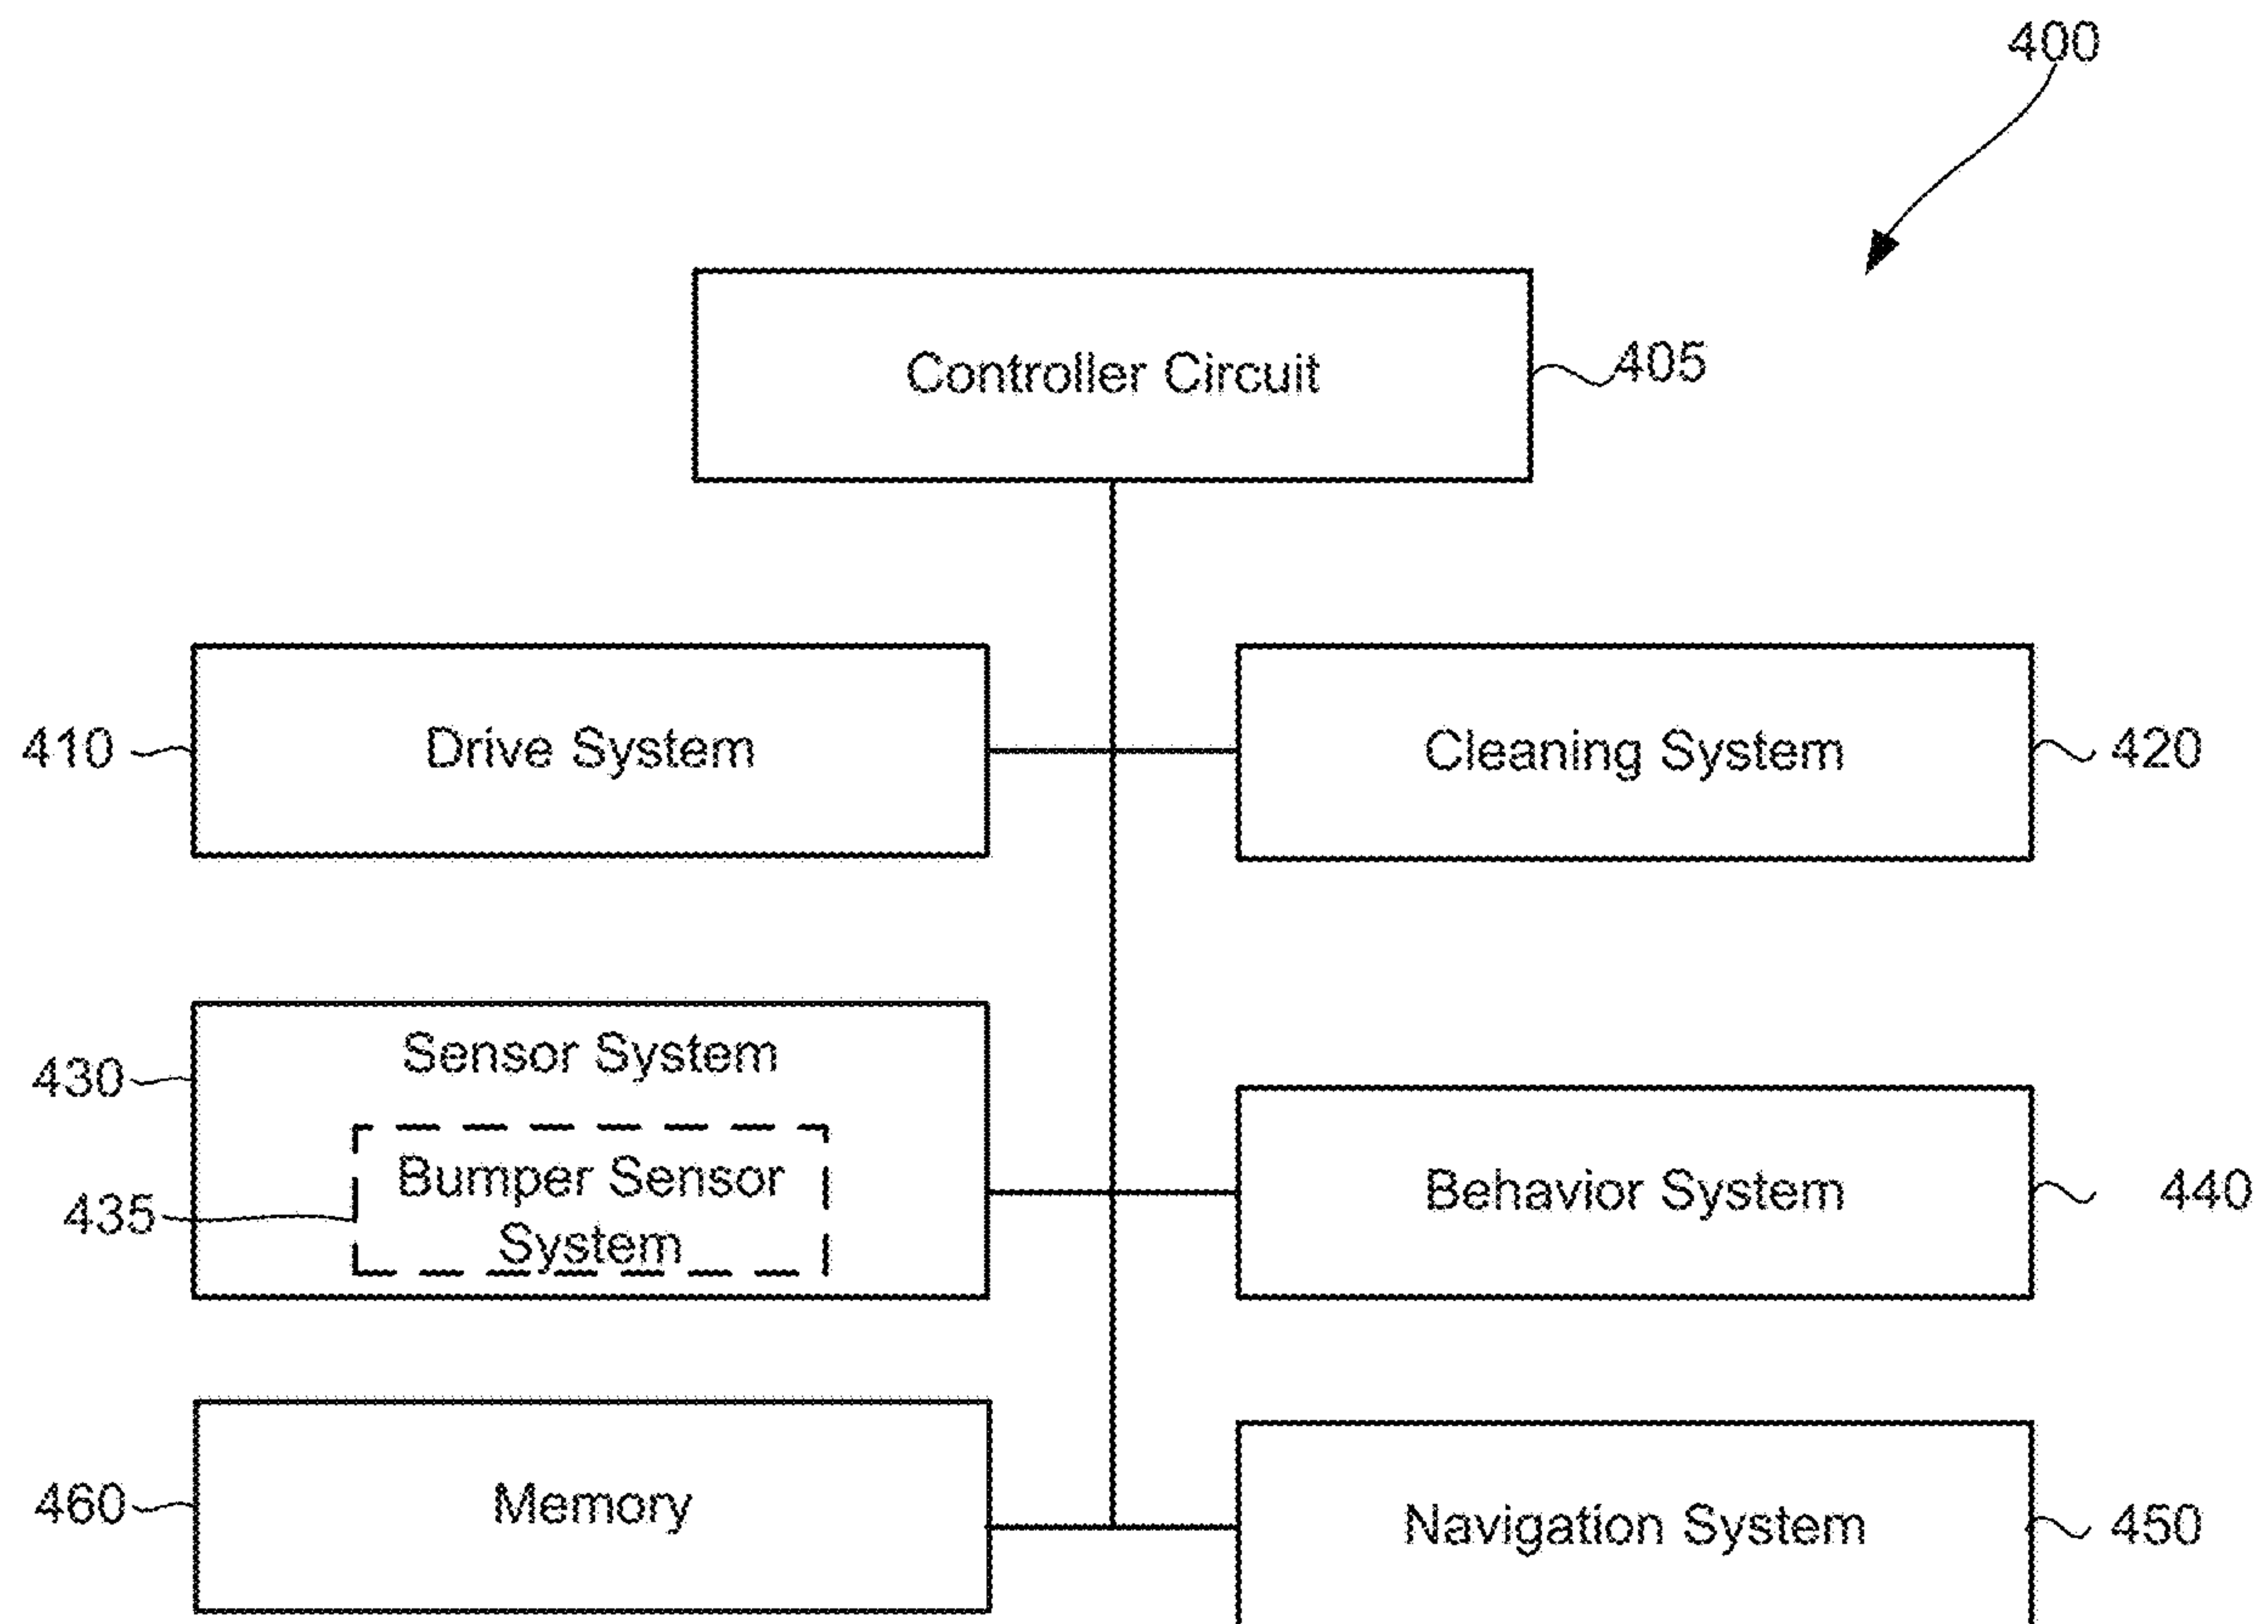 400
Controller Circuit
405
410
Drive System
Cleaning System
420
430
Sensor System
435
Bumper Sensor
System
Behavior System
440
460
Memory
Navigation System
450